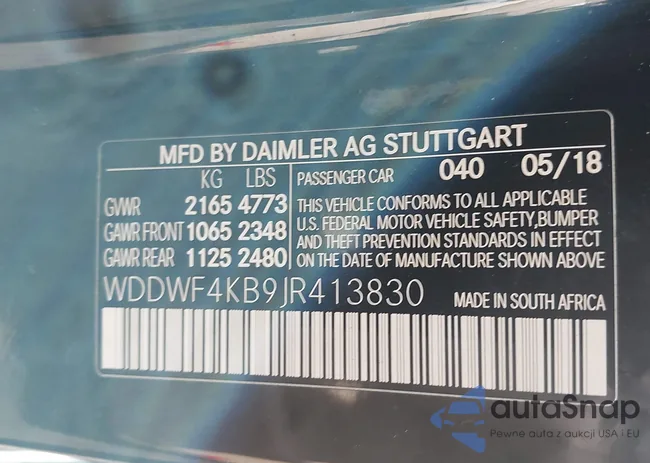 MFD BY DAIMLER AG STUTTGART
KG LBS PASSENGER CAR 040 05/18
GVWR 2165 4773 THIS VEHICLE CONFORMS TO ALL APPLICABLE
GAWR FRONT 1065 2348 U.S. FEDERAL MOTOR VEHICLE SAFETY,BUMPER
GAWR REAR 1125 2480 AND THEFT PREVENTION STANDARDS IN EFFECT
ON THE DATE OF MANUFACTURE SHOWN ABOVE
WDDWF4KB9JR413830 MADE IN SOUTH AFRICA
autaSnap
Pewne auta z aukcji USA i EU